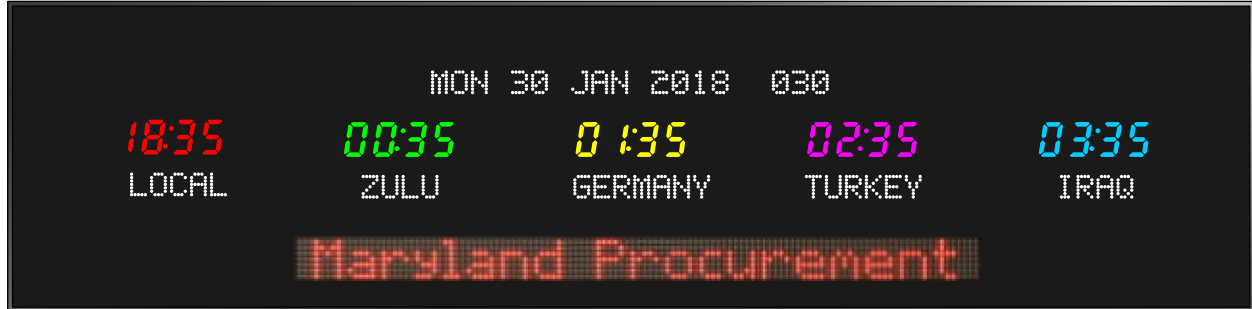 MON 30 JAN 2018 030
18:35 00:35 01:35 02:35 03:35
LOCAL ZULU GERMANY TURKEY IRAQ
Maryland Procurement